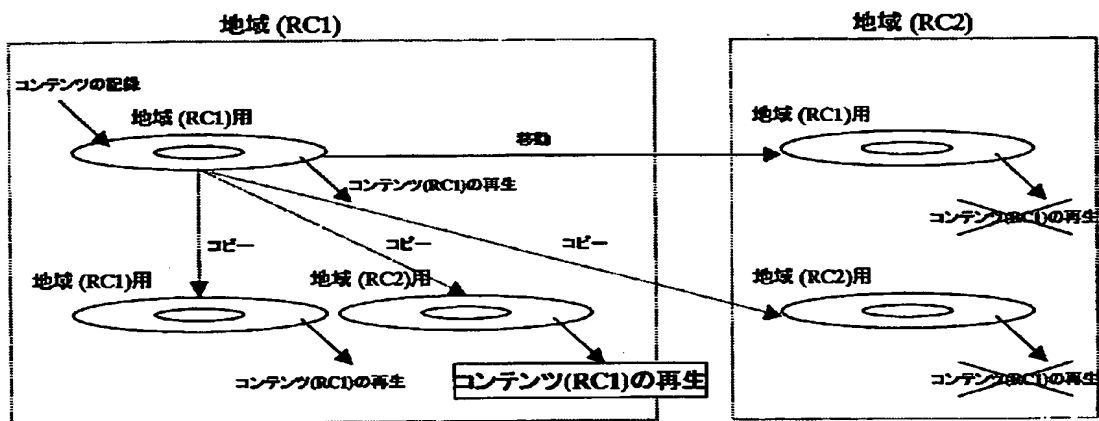 地域 (RC1)
地域 (RC2)
コンテンツの記録
地域 (RC1)用
移動
地域 (RC1)用
コンテンツ(RC1)の再生
コンテンツ(RC1)の再生
コピー
コピー
コピー
地域 (RC1)用
地域 (RC2)用
地域 (RC2)用
コンテンツ(RC1)の再生
コンテンツ(RC1)の再生
コンテンツ(RC1)の再生